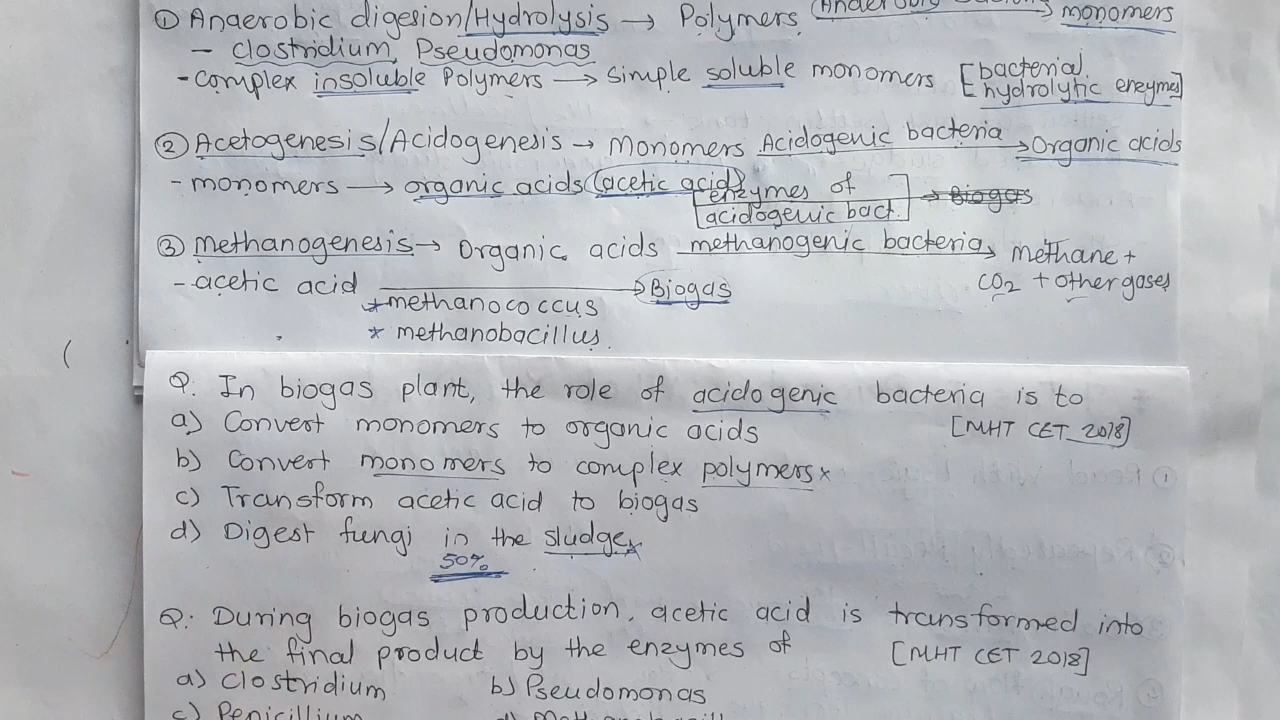 ① Anaerobic digesion/Hydrolysis → Polymers → monomers
- clostridium, Pseudomonas
- Complex insoluble Polymers → Simple soluble monomers [bacterial
hydrolytic enzymes]
② Acetogenesis/Acidogenesis → Monomers Acidogenic bacteria → Organic acids
- monomers → organic acids (acetic acid)
enzymes of
acidogenic bact.] → Biogas
③ methanogenesis → Organic acids methanogenic bacteria → methane +
CO₂ + other gases
- acetic acid → Biogas
* methanococcus
* methanobacillus.
Q. In biogas plant, the role of acidogenic bacteria is to
a) Convert monomers to organic acids [MHT CET 2018]
b) Convert monomers to complex polymers x
c) Transform acetic acid to biogas
d) Digest fungi in the sludge x
50%
Q. During biogas production, acetic acid is transformed into
the final product by the enzymes of [MHT CET 2018]
a) Clostridium b) Pseudomonas
c) Penicillium d)